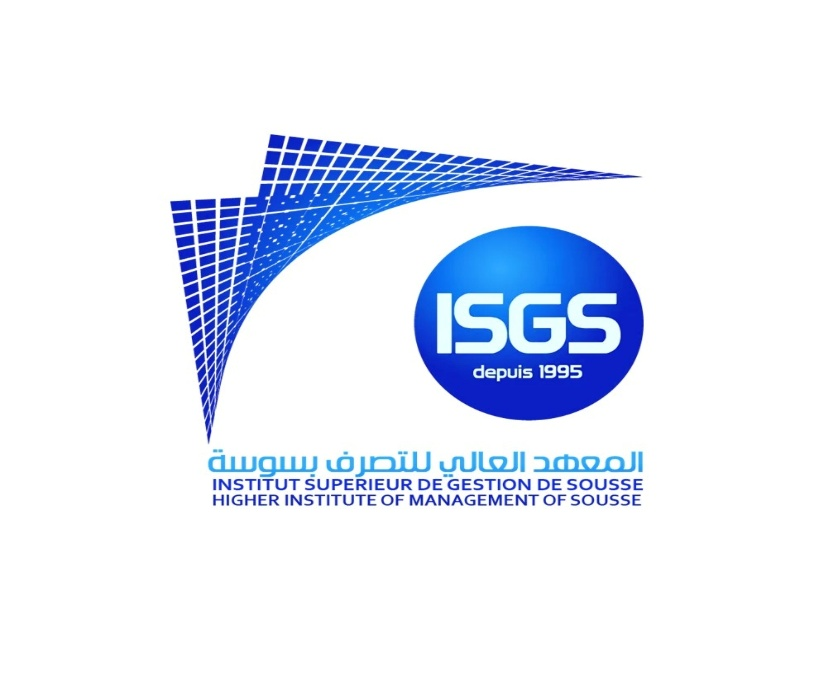 ISGS
depuis 1995
المعهد العالي للتصرف بسوسة
INSTITUT SUPERIEUR DE GESTION DE SOUSSE
HIGHER INSTITUTE OF MANAGEMENT OF SOUSSE